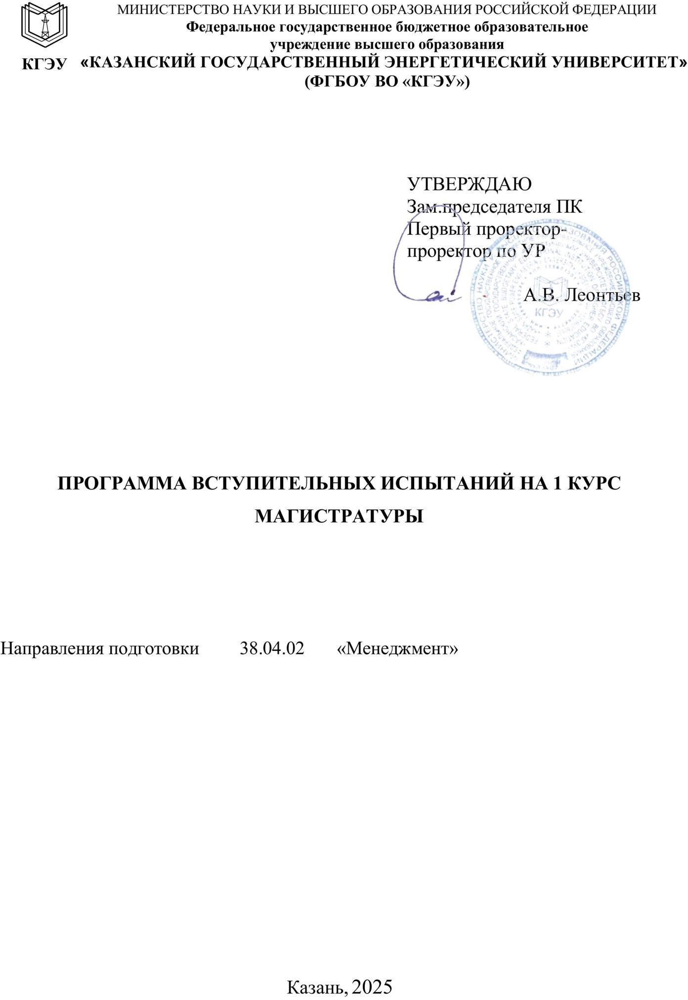 МИНИСТЕРСТВО НАУКИ И ВЫСШЕГО ОБРАЗОВАНИЯ РОССИЙСКОЙ ФЕДЕРАЦИИ
Федеральное государственное бюджетное образовательное
учреждение высшего образования
КГЭУ «КАЗАНСКИЙ ГОСУДАРСТВЕННЫЙ ЭНЕРГЕТИЧЕСКИЙ УНИВЕРСИТЕТ»
(ФГБОУ ВО «КГЭУ»)
УТВЕРЖДАЮ
Зам.председателя ПК
Первый проректор-
проректор по УР
А.В. Леонтьев
КГЭУ
ПРОГРАММА ВСТУПИТЕЛЬНЫХ ИСПЫТАНИЙ НА 1 КУРС
МАГИСТРАТУРЫ
Направления подготовки 38.04.02 «Менеджмент»
Казань, 2025